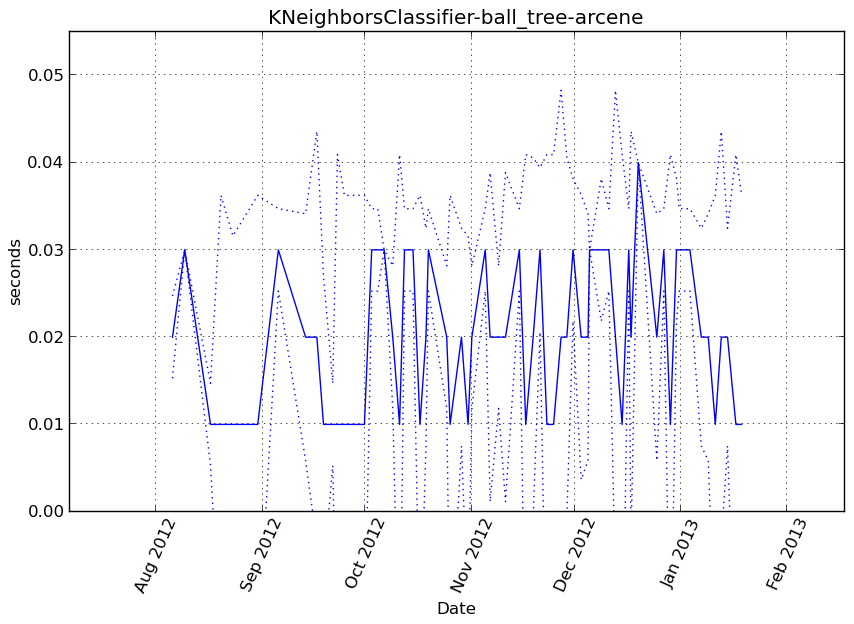 KNeighborsClassifier-ball_tree-arcene
0.05
0.04
0.03
0.02
0.01
0.00
seconds
Aug 2012
Sep 2012
Oct 2012
Nov 2012
Dec 2012
Jan 2013
Feb 2013
Date